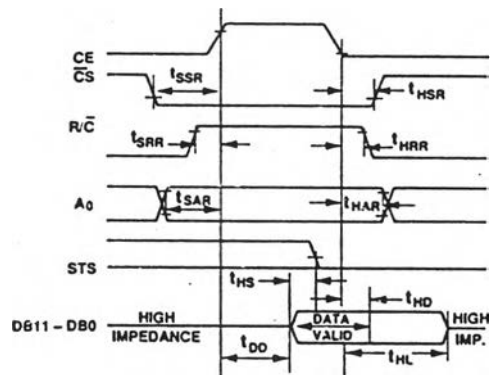 CE
CS
tSSR
tHSR
R/C
tSRR
tHRR
A0
tSAR
tHAR
STS
tHS
tHD
DB11-DB0
HIGH
IMPEDANCE
DATA
VALID
HIGH
IMP.
tDD
tHL